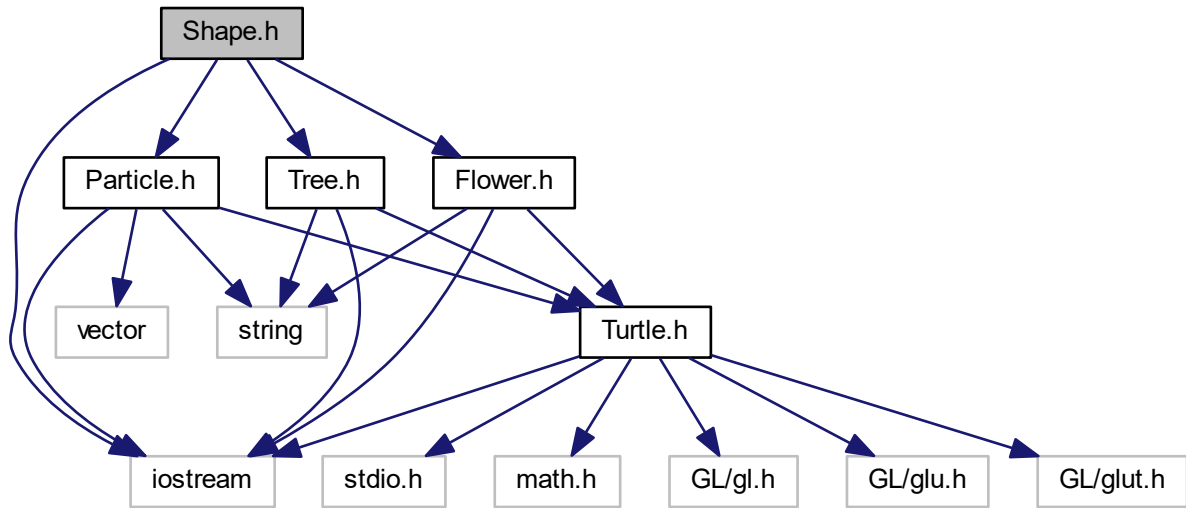 Shape.h
Particle.h
Tree.h
Flower.h
vector
string
Turtle.h
iostream
stdio.h
math.h
GL/gl.h
GL/glu.h
GL/glut.h